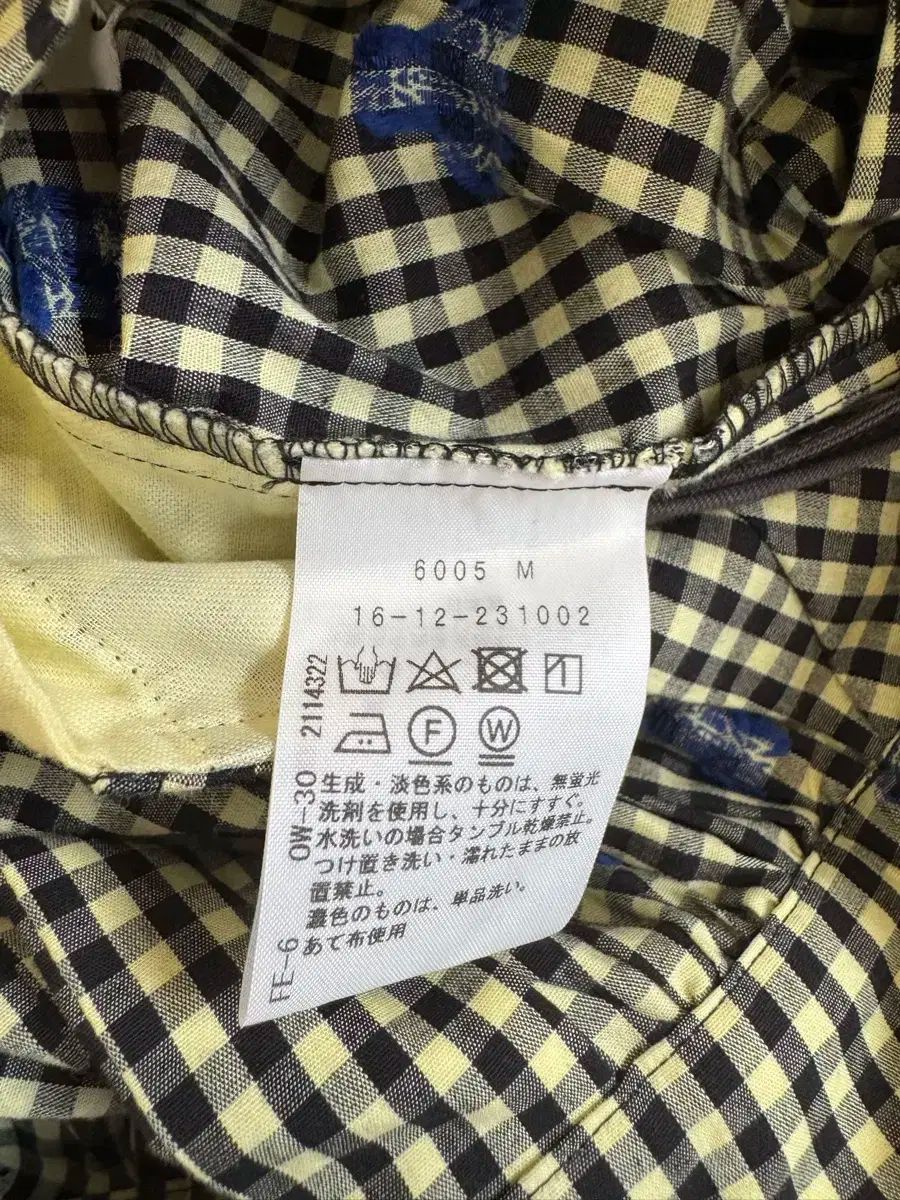 6005 M
16-12-231002
2114322
F
W
OW-30
生成・淡色系のものは、無蛍光
洗剤を使用し、十分にすすぐ。
水洗いの場合タンブル乾燥禁止。
つけ置き洗い・濡れたままの放
置禁止。
濃色のものは、単品洗い。
あて布使用
FE-6